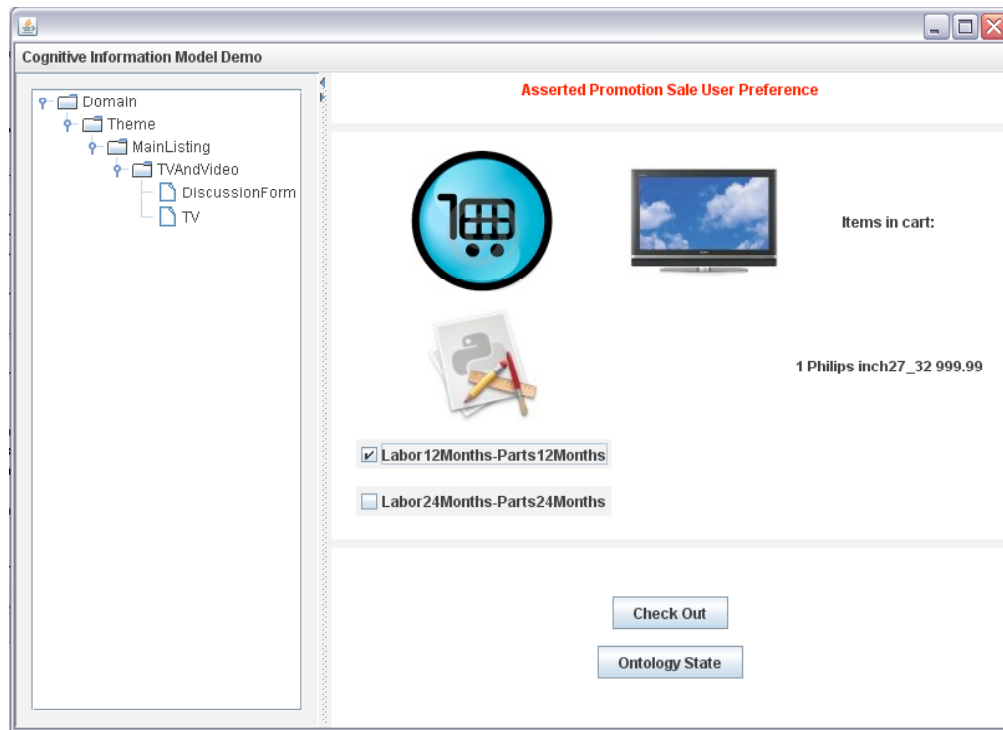 Cognitive Information Model Demo
Domain
Theme
MainListing
TVAndVideo
DiscussionForm
TV
Asserted Promotion Sale User Preference
Items in cart:
1 Philips inch27_32 999.99
Labor12Months-Parts12Months
Labor24Months-Parts24Months
Check Out
Ontology State